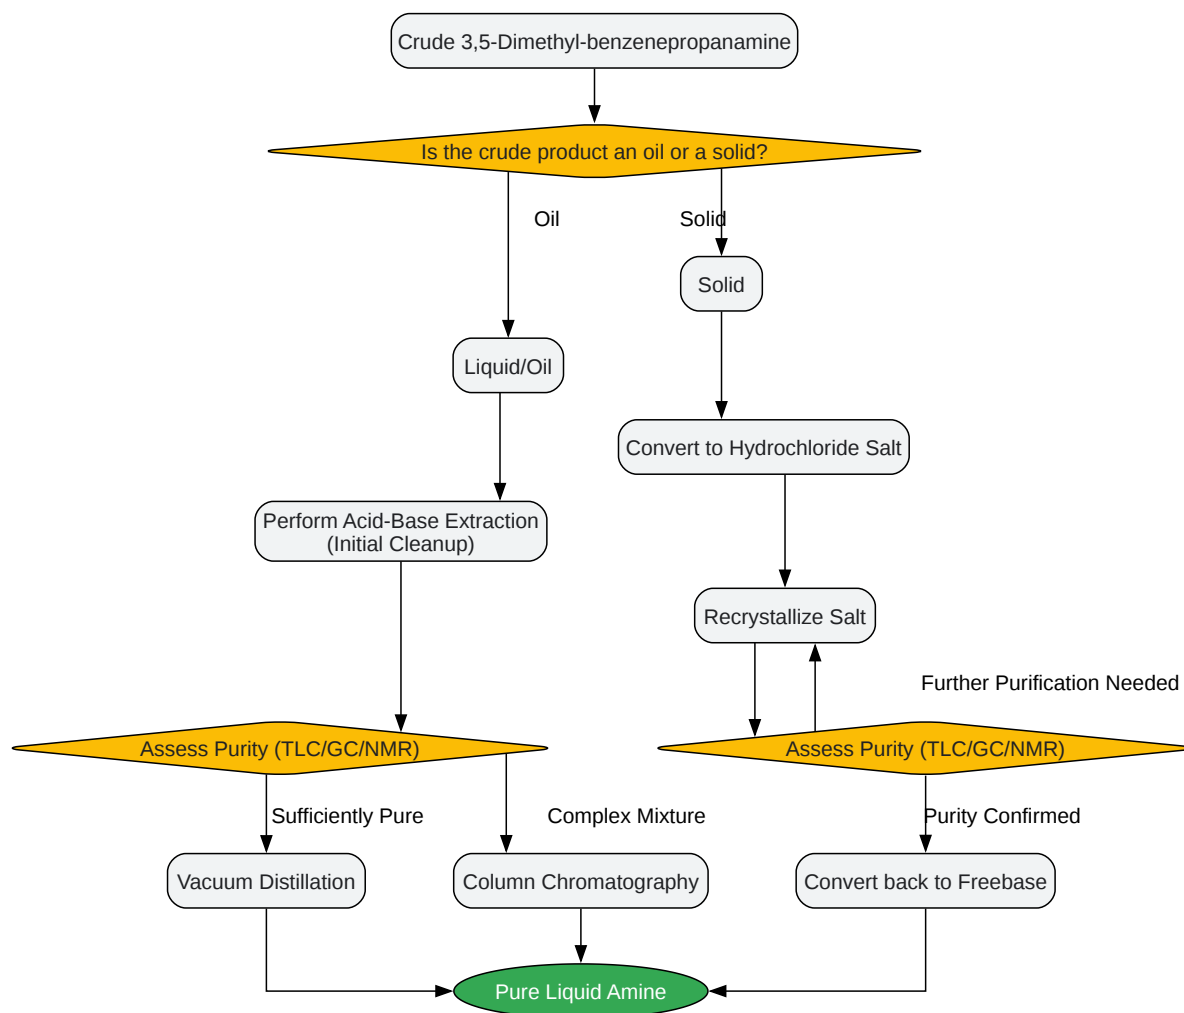 Crude 3,5-Dimethyl-benzenepropanamine
Is the crude product an oil or a solid?
Oil
Solid
Solid
Liquid/Oil
Convert to Hydrochloride Salt
Perform Acid-Base Extraction
(Initial Cleanup)
Recrystallize Salt
Further Purification Needed
Assess Purity (TLC/GC/NMR)
Assess Purity (TLC/GC/NMR)
Sufficiently Pure
Complex Mixture
Purity Confirmed
Vacuum Distillation
Column Chromatography
Convert back to Freebase
Pure Liquid Amine